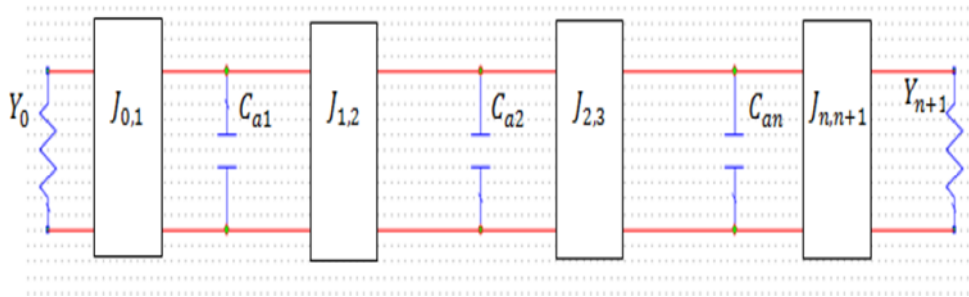 Y₀
J₀,₁
Cₐ₁
J₁,₂
Cₐ₂
J₂,₃
Cₐₙ
Jₙ,ₙ₊₁
Yₙ₊₁